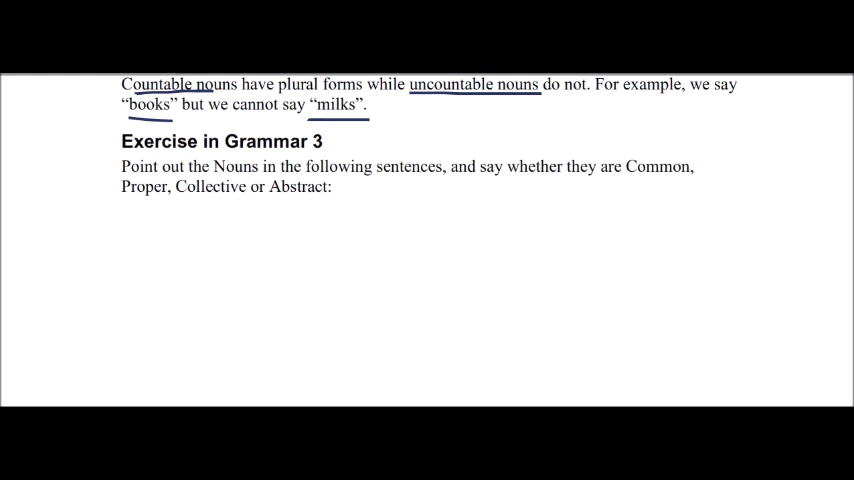 Countable nouns have plural forms while uncountable nouns do not. For example, we say
“books” but we cannot say “milks”.
Exercise in Grammar 3
Point out the Nouns in the following sentences, and say whether they are Common,
Proper, Collective or Abstract: